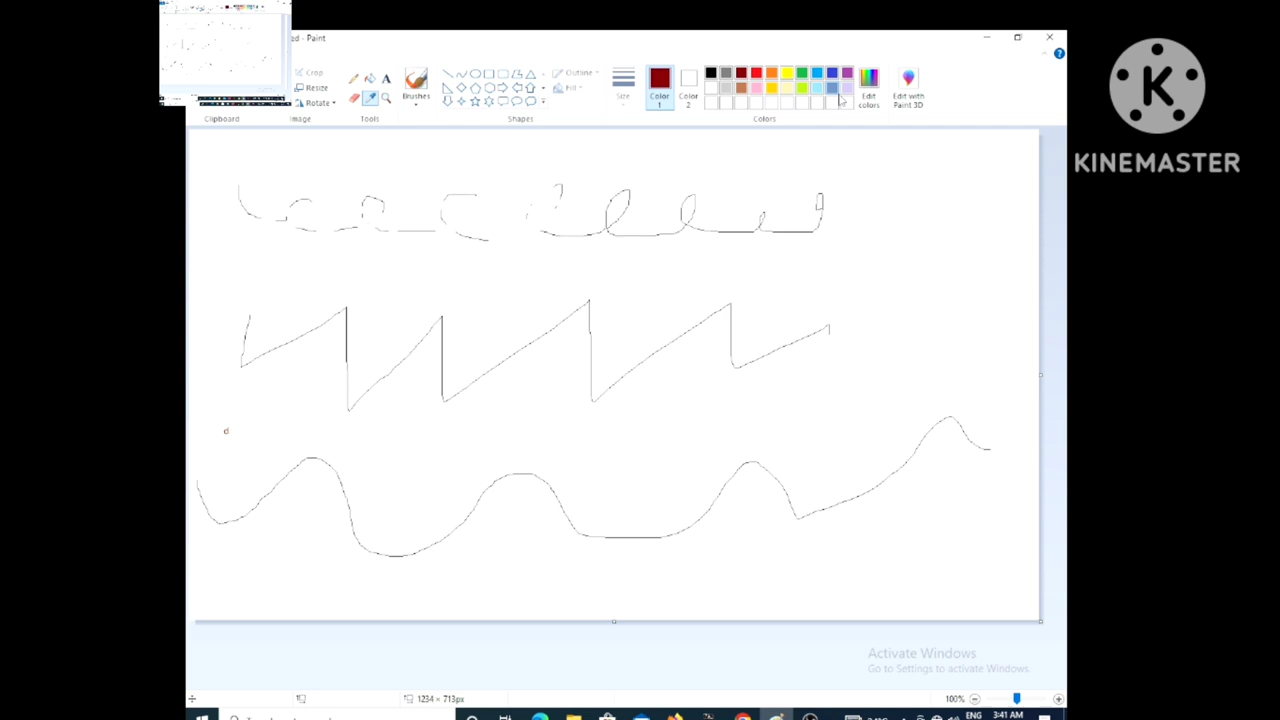 - Paint
KINEMASTER
Crop
Resize
Rotate
A
Brushes
Outline
Fill
Size
Color 1
Color 2
Edit colors
Edit with Paint 3D
Clipboard
Image
Tools
Shapes
Colors
d
Activate Windows
Go to Settings to activate Windows.
1234 × 713px
100%
ENG
3:41 AM